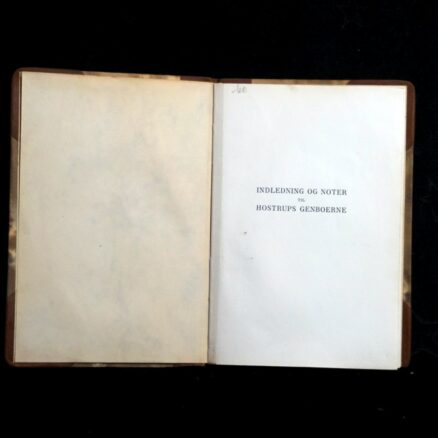 INDLEDNING OG NOTER
TIL
HOSTRUPS GENBOERNE